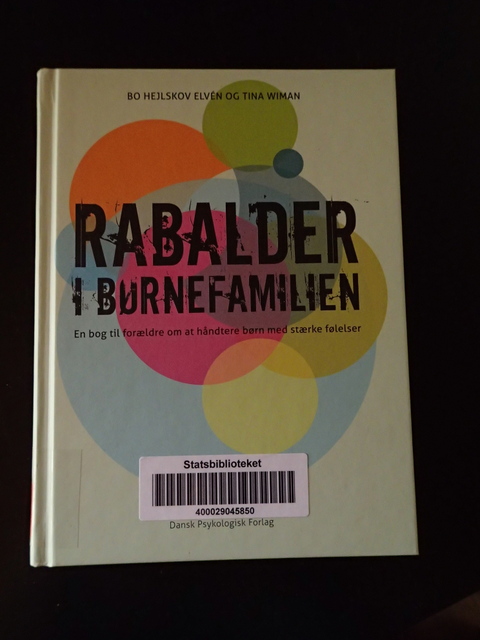 BO HEJLSKOV ELVÉN OG TINA WIMAN
RABALDER
I BØRNEFAMILIEN
En bog til forældre om at håndtere børn med stærke følelser
Statsbiblioteket
400029045850
Dansk Psykologisk Forlag